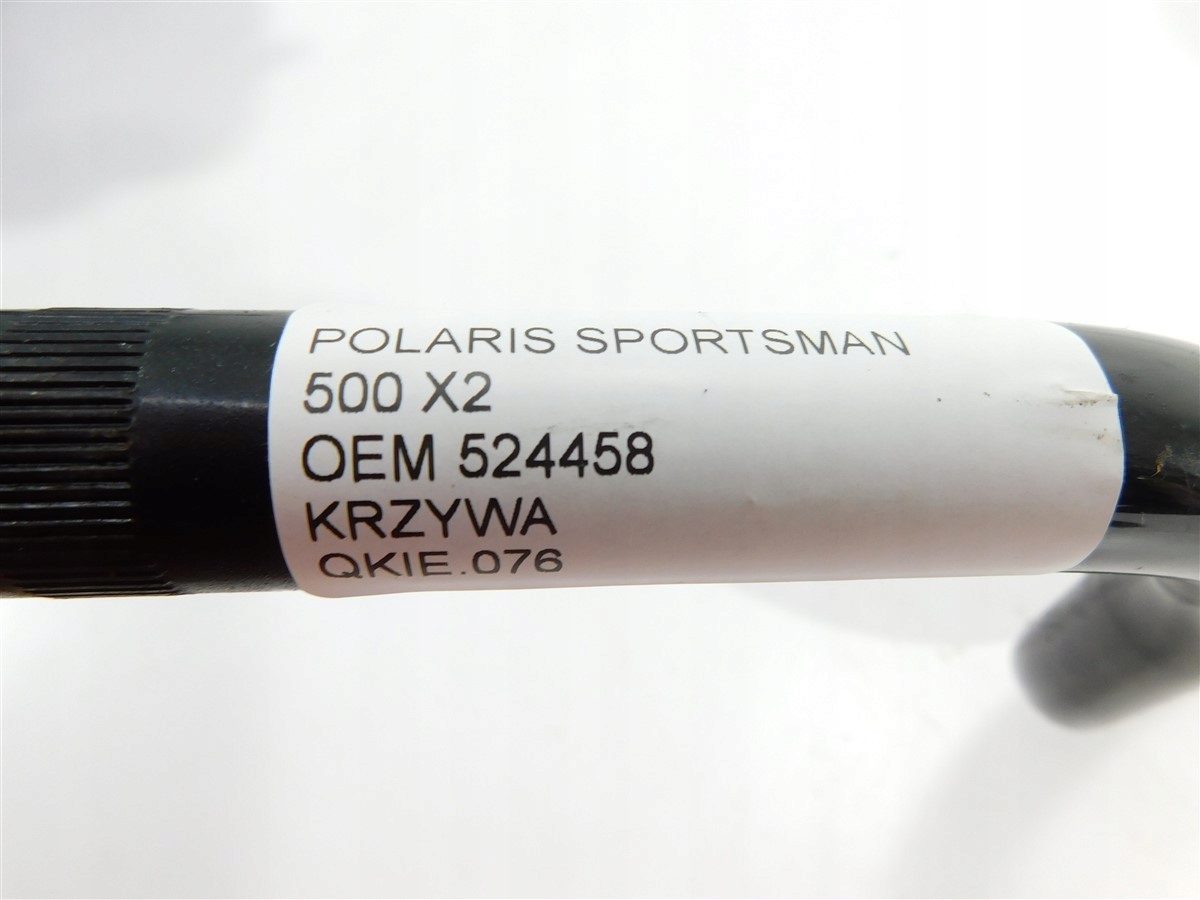 POLARIS SPORTSMAN
500 X2
OEM 524458
KRZYWA
QKIE.076